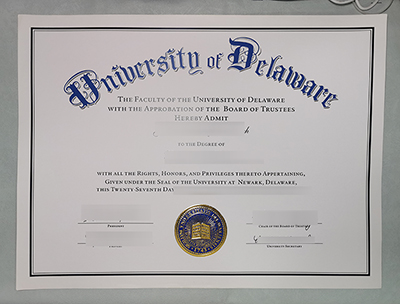 University of Delaware
The Faculty of the University of Delaware
with the Approbation of the Board of Trustees
Hereby Admit
to the Degree of
with all the Rights, Honors, and Privileges thereto Appertaining,
Given under the Seal of the University at Newark, Delaware,
this Twenty-Seventh Day
President
Chair of the Board of Trustees
University Secretary